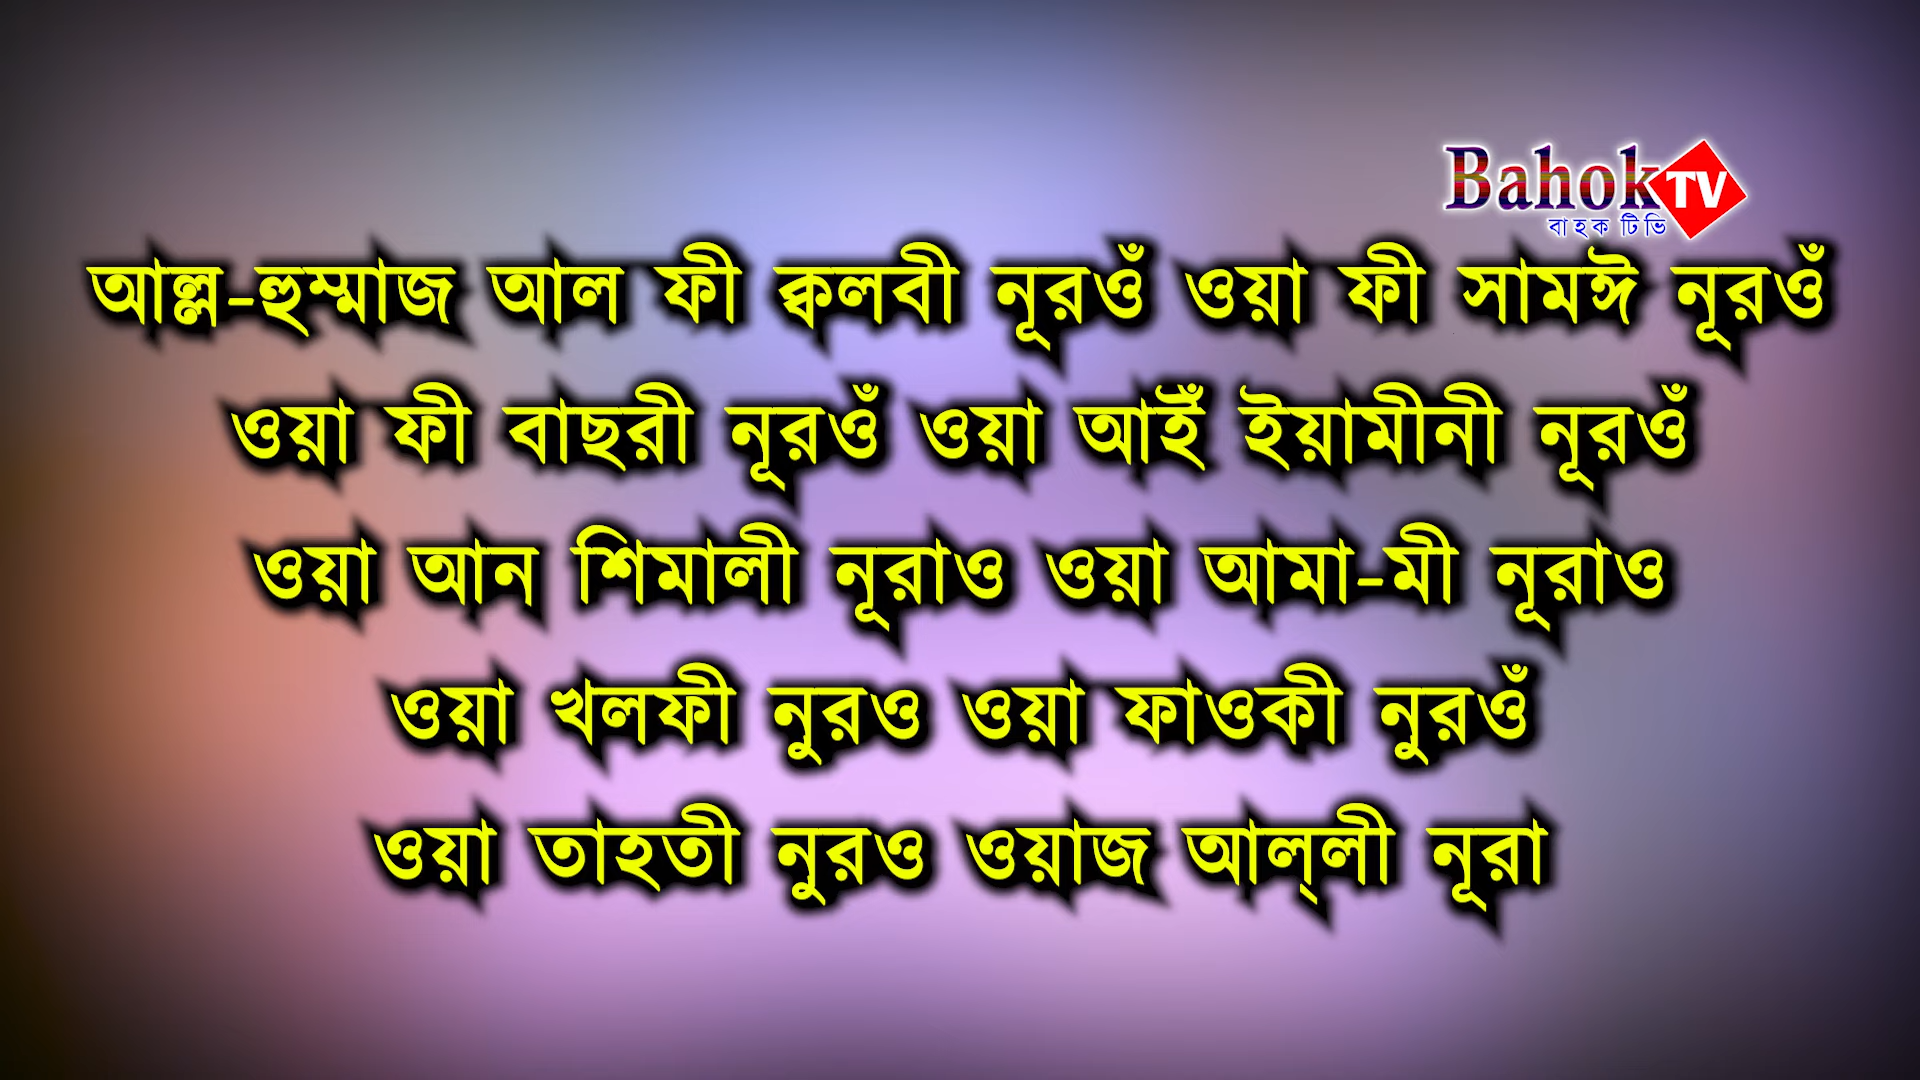 Bahok TV
বাহক টিভি
আল্ল-হুম্মাজ আল ফী ক্বলবী নূরওঁ ওয়া ফী সামঈ নূরওঁ
ওয়া ফী বাছরী নূরওঁ ওয়া আইঁ ইয়ামীনী নূরওঁ
ওয়া আন্ শিমালী নূরাও ওয়া আমা-মী নূরাও
ওয়া খলফী নুরও ওয়া ফাওকী নুরওঁ
ওয়া তাহতী নুরও ওয়াজ আল্‌লী নূরা